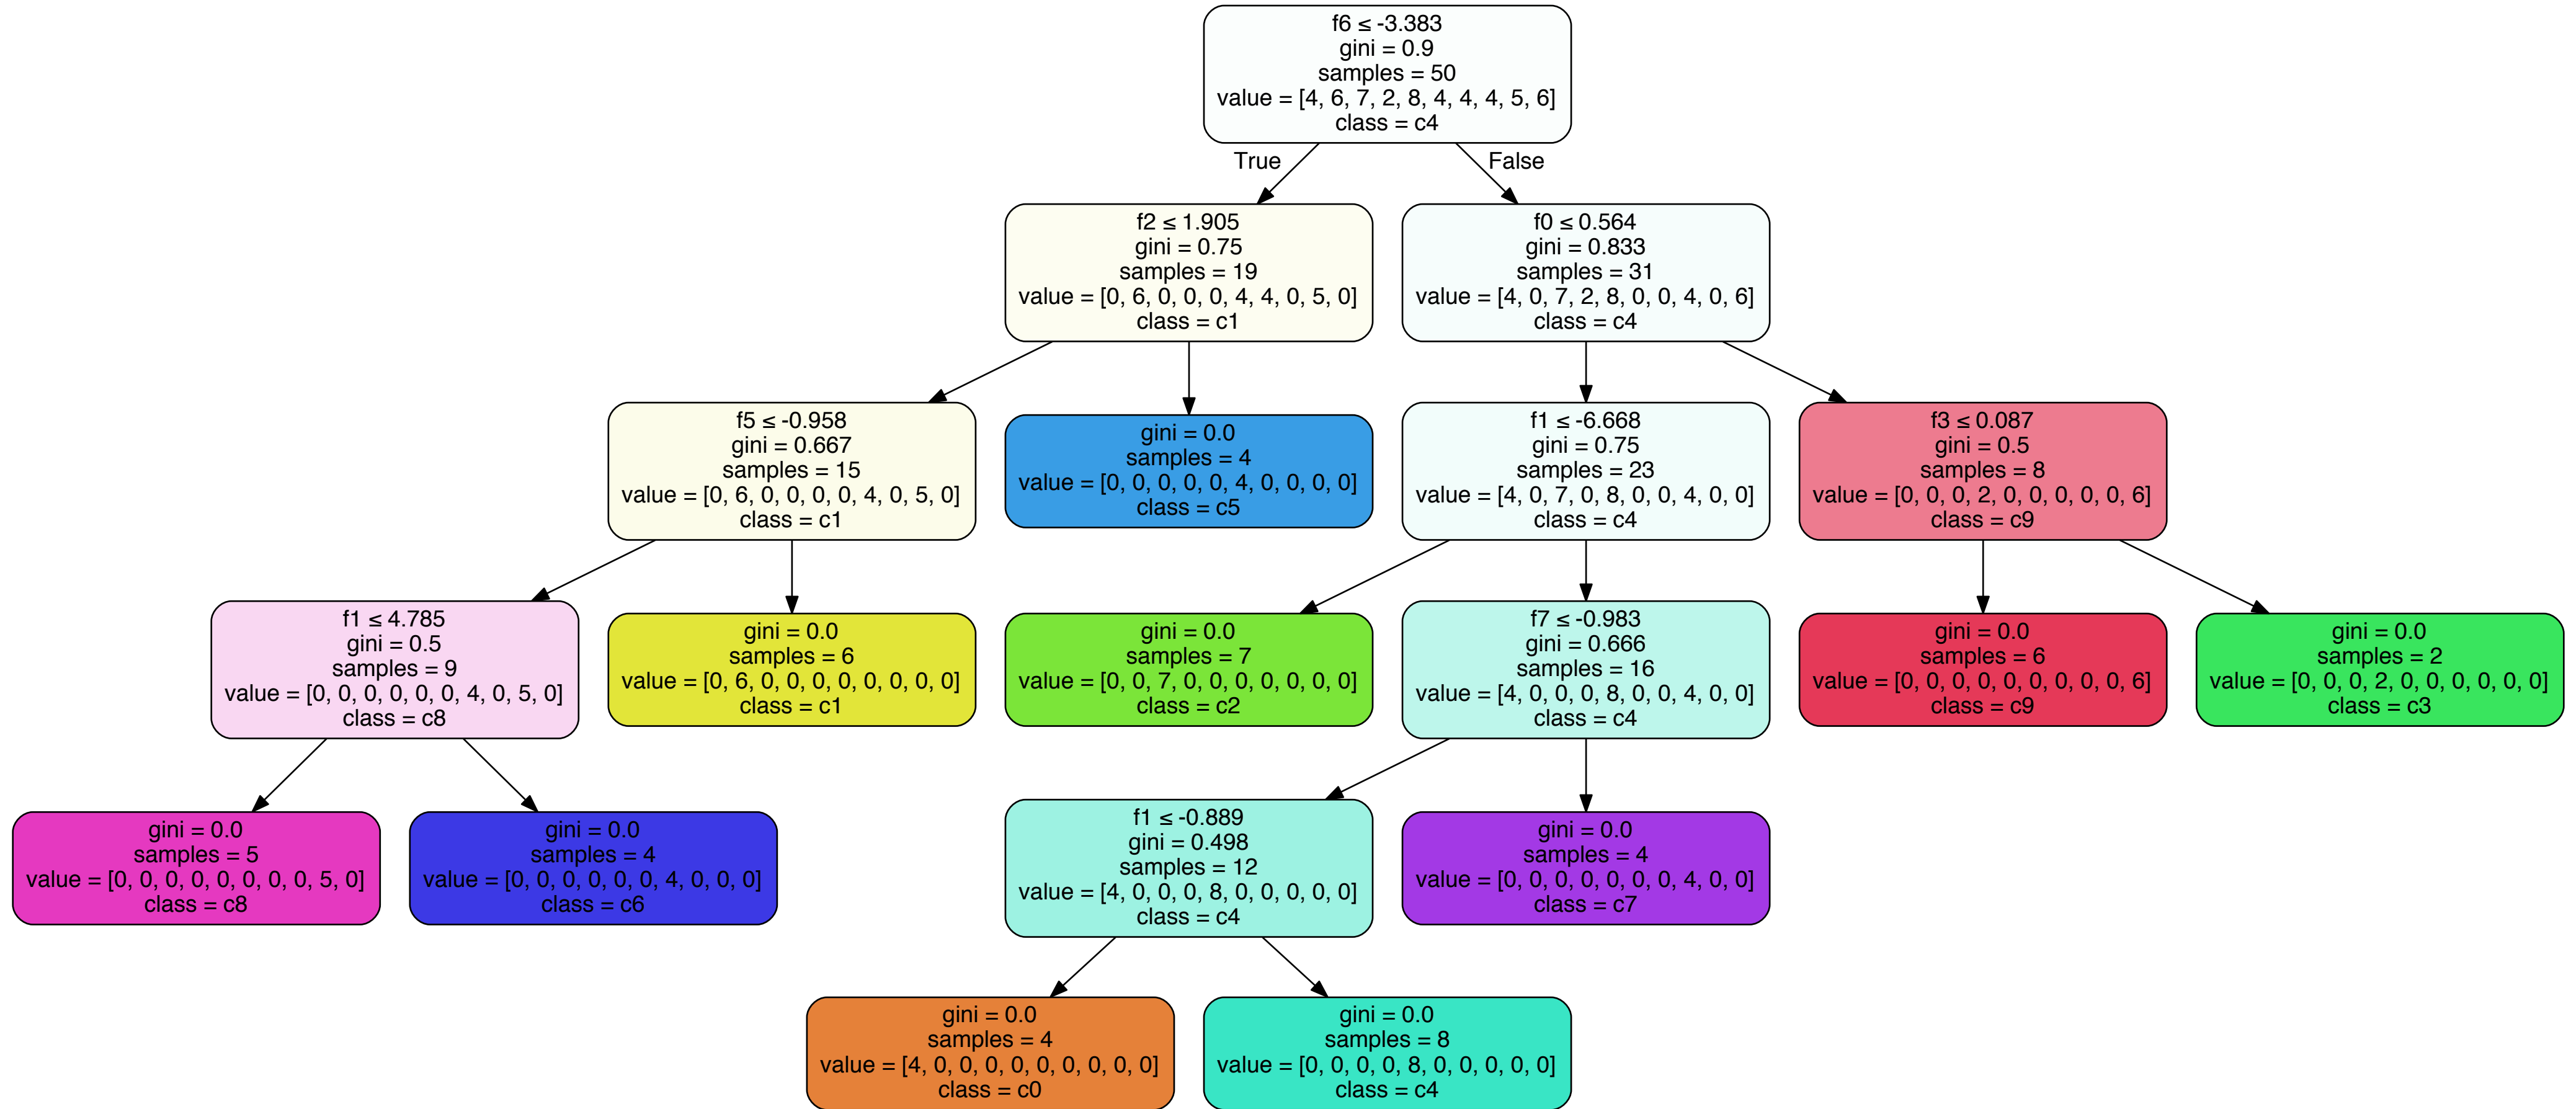 f6 ≤ -3.383
gini = 0.9
samples = 50
value = [4, 6, 7, 2, 8, 4, 4, 4, 5, 6]
class = c4
True
False
f2 ≤ 1.905
gini = 0.75
samples = 19
value = [0, 6, 0, 0, 0, 4, 4, 0, 5, 0]
class = c1
f0 ≤ 0.564
gini = 0.833
samples = 31
value = [4, 0, 7, 2, 8, 0, 0, 4, 0, 6]
class = c4
f5 ≤ -0.958
gini = 0.667
samples = 15
value = [0, 6, 0, 0, 0, 0, 4, 0, 5, 0]
class = c1
gini = 0.0
samples = 4
value = [0, 0, 0, 0, 0, 4, 0, 0, 0, 0]
class = c5
f1 ≤ -6.668
gini = 0.75
samples = 23
value = [4, 0, 7, 0, 8, 0, 0, 4, 0, 0]
class = c4
f3 ≤ 0.087
gini = 0.5
samples = 8
value = [0, 0, 0, 2, 0, 0, 0, 0, 0, 6]
class = c9
f1 ≤ 4.785
gini = 0.5
samples = 9
value = [0, 0, 0, 0, 0, 0, 4, 0, 5, 0]
class = c8
gini = 0.0
samples = 6
value = [0, 6, 0, 0, 0, 0, 0, 0, 0, 0]
class = c1
gini = 0.0
samples = 7
value = [0, 0, 7, 0, 0, 0, 0, 0, 0, 0]
class = c2
f7 ≤ -0.983
gini = 0.666
samples = 16
value = [4, 0, 0, 0, 8, 0, 0, 4, 0, 0]
class = c4
gini = 0.0
samples = 6
value = [0, 0, 0, 0, 0, 0, 0, 0, 0, 6]
class = c9
gini = 0.0
samples = 2
value = [0, 0, 0, 2, 0, 0, 0, 0, 0, 0]
class = c3
gini = 0.0
samples = 5
value = [0, 0, 0, 0, 0, 0, 0, 0, 5, 0]
class = c8
gini = 0.0
samples = 4
value = [0, 0, 0, 0, 0, 0, 4, 0, 0, 0]
class = c6
f1 ≤ -0.889
gini = 0.498
samples = 12
value = [4, 0, 0, 0, 8, 0, 0, 0, 0, 0]
class = c4
gini = 0.0
samples = 4
value = [0, 0, 0, 0, 0, 0, 0, 4, 0, 0]
class = c7
gini = 0.0
samples = 4
value = [4, 0, 0, 0, 0, 0, 0, 0, 0, 0]
class = c0
gini = 0.0
samples = 8
value = [0, 0, 0, 0, 8, 0, 0, 0, 0, 0]
class = c4